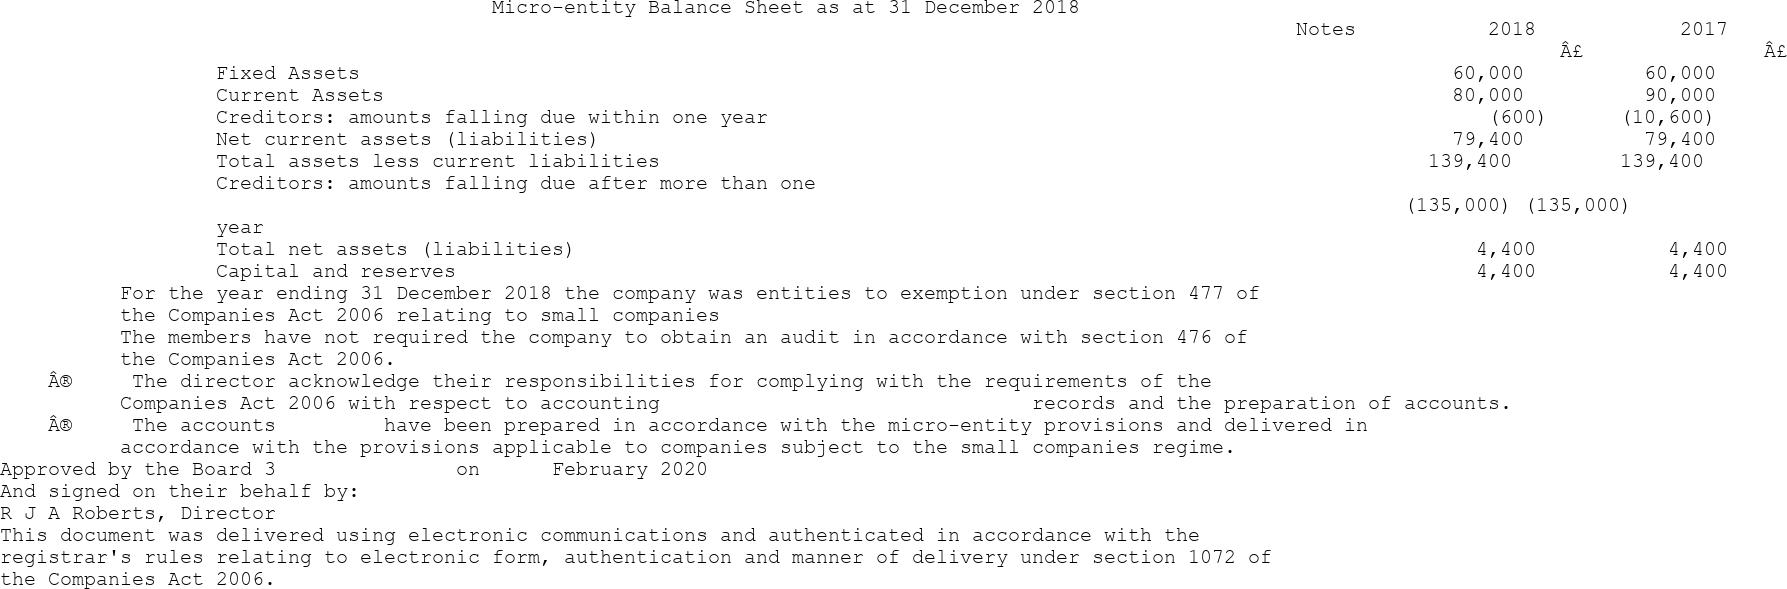 Micro-entity Balance Sheet as at 31 December 2018
Notes 2018 2017
Â£ Â£
Fixed Assets 60,000 60,000
Current Assets 80,000 90,000
Creditors: amounts falling due within one year (600) (10,600)
Net current assets (liabilities) 79,400 79,400
Total assets less current liabilities 139,400 139,400
Creditors: amounts falling due after more than one
(135,000) (135,000)
year
Total net assets (liabilities) 4,400 4,400
Capital and reserves 4,400 4,400
For the year ending 31 December 2018 the company was entities to exemption under section 477 of
the Companies Act 2006 relating to small companies
The members have not required the company to obtain an audit in accordance with section 476 of
the Companies Act 2006.
Â® The director acknowledge their responsibilities for complying with the requirements of the
Companies Act 2006 with respect to accounting records and the preparation of accounts.
Â® The accounts have been prepared in accordance with the micro-entity provisions and delivered in
accordance with the provisions applicable to companies subject to the small companies regime.
Approved by the Board 3 on February 2020
And signed on their behalf by:
R J A Roberts, Director
This document was delivered using electronic communications and authenticated in accordance with the
registrar's rules relating to electronic form, authentication and manner of delivery under section 1072 of
the Companies Act 2006.